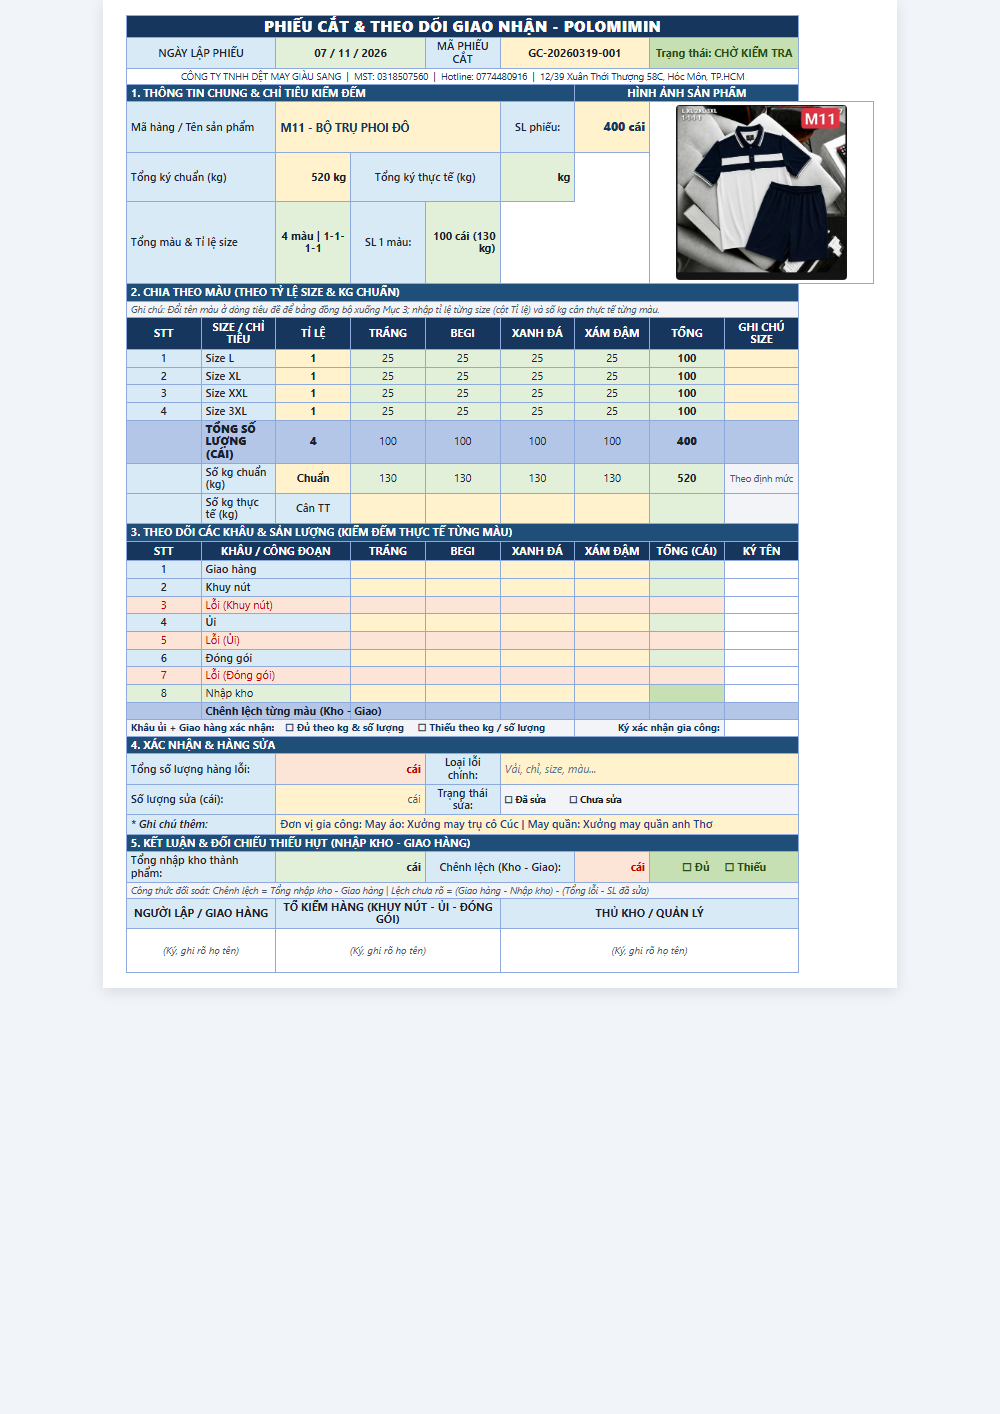 PHIẾU CẮT & THEO DÕI GIAO NHẬN - POLOMIMIN
NGÀY LẬP PHIẾU 07 / 11 / 2026 MÃ PHIẾU CẮT GC-20260319-001 Trạng thái: CHỜ KIỂM TRA
CÔNG TY TNHH DỆT MAY GIÀU SANG | MST: 0318507560 | Hotline: 0774480916 | 12/39 Xuân Thới Thượng 58C, Hóc Môn, TP.HCM
1. THÔNG TIN CHUNG & CHỈ TIÊU KIỂM ĐẾM HÌNH ẢNH SẢN PHẨM
Mã hàng / Tên sản phẩm M11 - BỘ TRỤ PHOI ĐÔ SL phiếu: 400 cái
M11
Tổng ký chuẩn (kg) 520 kg Tổng ký thực tế (kg) kg
Tổng màu & Tỉ lệ size 4 màu | 1-1-1-1 SL 1 màu: 100 cái (130 kg)
2. CHIA THEO MÀU (THEO TỶ LỆ SIZE & KG CHUẨN)
Ghi chú: Đổi tên màu ở dòng tiêu đề để bảng đồng bộ xuống Mục 3; nhập tỉ lệ từng size (cột Tỉ lệ) và số kg cân thực tế từng màu.
STT SIZE / CHỈ TIÊU TỈ LỆ TRẮNG BEGI XANH ĐÁ XÁM ĐẬM TỔNG GHI CHÚ SIZE
1 Size L 1 25 25 25 25 100
2 Size XL 1 25 25 25 25 100
3 Size XXL 1 25 25 25 25 100
4 Size 3XL 1 25 25 25 25 100
TỔNG SỐ LƯỢNG (CÁI) 4 100 100 100 100 400
Số kg chuẩn (kg) Chuẩn 130 130 130 130 520 Theo định mức
Số kg thực tế (kg) Cân TT
3. THEO DÕI CÁC KHÂU & SẢN LƯỢNG (KIỂM ĐẾM THỰC TẾ TỪNG MÀU)
STT KHÂU / CÔNG ĐOẠN TRẮNG BEGI XANH ĐÁ XÁM ĐẬM TỔNG (CÁI) KÝ TÊN
1 Giao hàng
2 Khuy nút
3 Lỗi (Khuy nút)
4 Ủi
5 Lỗi (Ủi)
6 Đóng gói
7 Lỗi (Đóng gói)
8 Nhập kho
Chênh lệch từng màu (Kho - Giao)
Khâu ủi + Giao hàng xác nhận: ☐ Đủ theo kg & số lượng ☐ Thiếu theo kg / số lượng Ký xác nhận gia công:
4. XÁC NHẬN & HÀNG SỬA
Tổng số lượng hàng lỗi: cái Loại lỗi chính: Vải, chỉ, size, màu...
Số lượng sửa (cái): cái Trạng thái sửa: ☐ Đã sửa ☐ Chưa sửa
* Ghi chú thêm: Đơn vị gia công: May áo: Xưởng may trụ cô Cúc | May quần: Xưởng may quần anh Thơ
5. KẾT LUẬN & ĐỐI CHIẾU THIẾU HỤT (NHẬP KHO - GIAO HÀNG)
Tổng nhập kho thành phẩm: cái Chênh lệch (Kho - Giao): cái ☐ Đủ ☐ Thiếu
Công thức đối soát: Chênh lệch = Tổng nhập kho - Giao hàng | Lệch chưa rõ = (Giao hàng - Nhập kho) - (Tổng lỗi - SL đã sửa)
NGƯỜI LẬP / GIAO HÀNG TỔ KIỂM HÀNG (KHUY NÚT - ỦI - ĐÓNG GÓI) THỦ KHO / QUẢN LÝ
(Ký, ghi rõ họ tên) (Ký, ghi rõ họ tên) (Ký, ghi rõ họ tên)